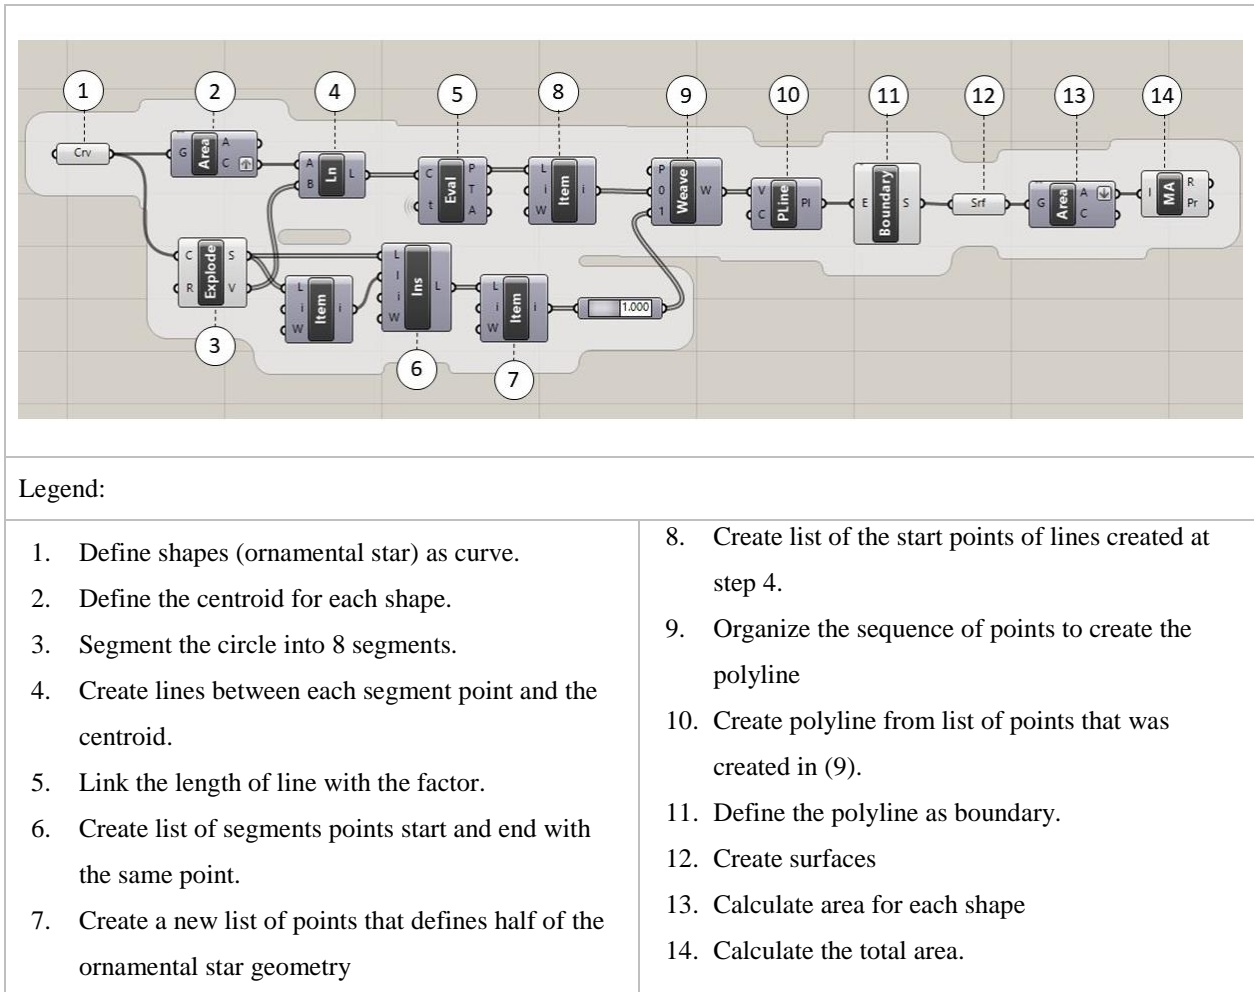 1 2 4 5 8 9 10 11 12 13 14
Crv
G Area A C
A B Ln L
C t Eval P T A
L i W Item i
P 0 1 Weave W
V C PLine Pl
E Boundary S
Srf
G Area A C
I MA R Pr
C R Explode S V
L i W Item i
L I i W Ins L
L i W Item i
1.000
3 6 7
Legend:
1. Define shapes (ornamental star) as curve.
2. Define the centroid for each shape.
3. Segment the circle into 8 segments.
4. Create lines between each segment point and the
centroid.
5. Link the length of line with the factor.
6. Create list of segments points start and end with
the same point.
7. Create a new list of points that defines half of the
ornamental star geometry
8. Create list of the start points of lines created at
step 4.
9. Organize the sequence of points to create the
polyline
10. Create polyline from list of points that was
created in (9).
11. Define the polyline as boundary.
12. Create surfaces
13. Calculate area for each shape
14. Calculate the total area.